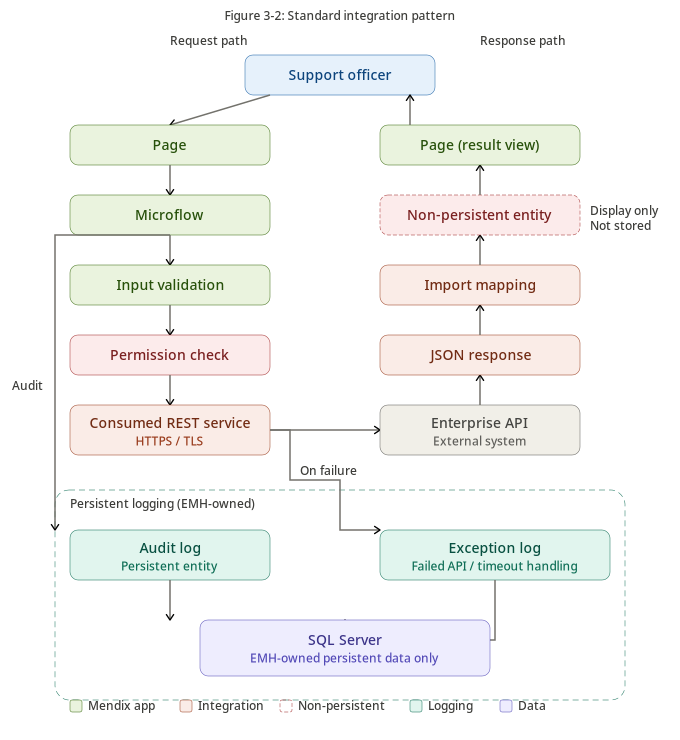 Figure 3-2: Standard integration pattern
Request path
Response path
Support officer
Page
Page (result view)
Microflow
Non-persistent entity
Display only
Not stored
Input validation
Import mapping
Permission check
JSON response
Audit
Consumed REST service
HTTPS / TLS
Enterprise API
External system
On failure
Persistent logging (EMH-owned)
Audit log
Persistent entity
Exception log
Failed API / timeout handling
SQL Server
EMH-owned persistent data only
Mendix app
Integration
Non-persistent
Logging
Data